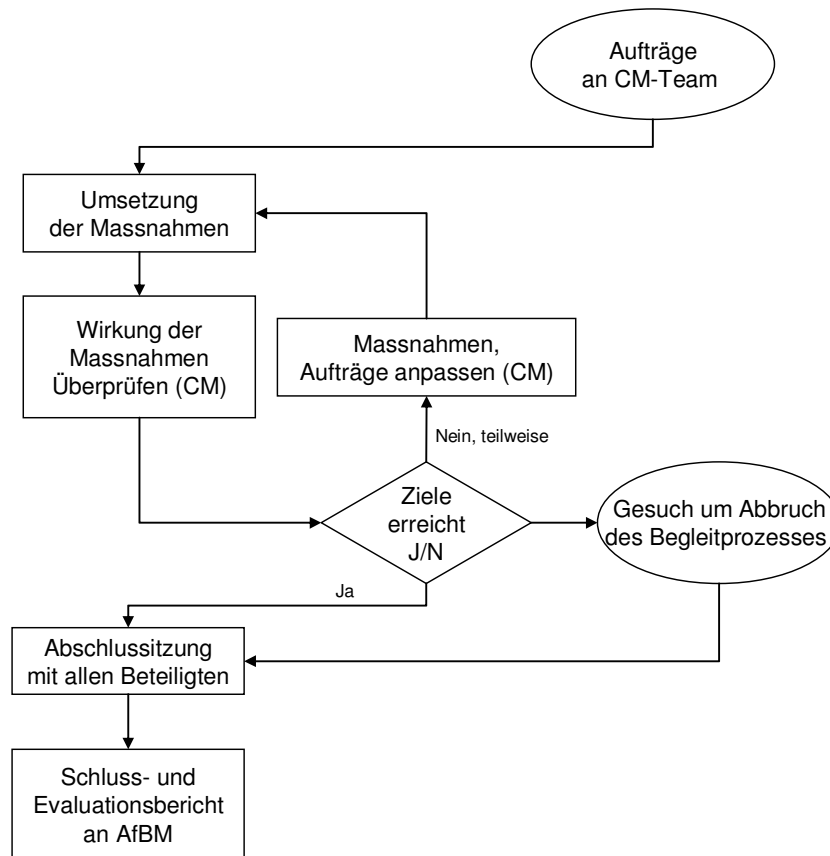 Aufträge
an CM-Team
Umsetzung
der Massnahmen
Wirkung der
Massnahmen
Überprüfen (CM)
Massnahmen,
Aufträge anpassen (CM)
Nein, teilweise
Ziele
erreicht
J/N
Gesuch um Abbruch
des Begleitprozesses
Ja
Abschlussitzung
mit allen Beteiligten
Schluss- und
Evaluationsbericht
an AfBM